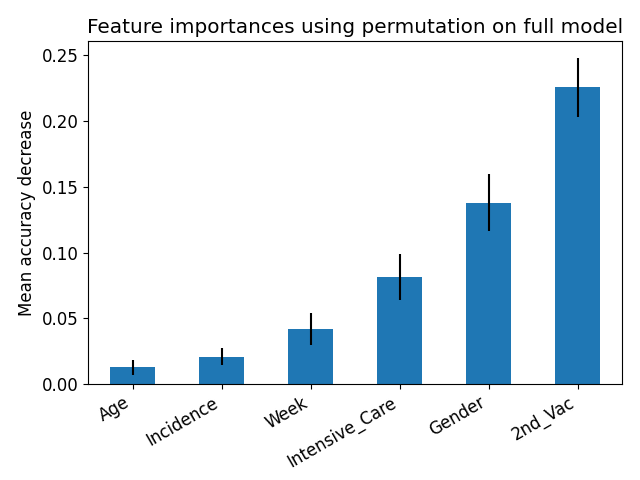 Feature importances using permutation on full model
0.25
0.20
0.15
0.10
0.05
0.00
Mean accuracy decrease
Age
Incidence
Week
Intensive_Care
Gender
2nd_Vac